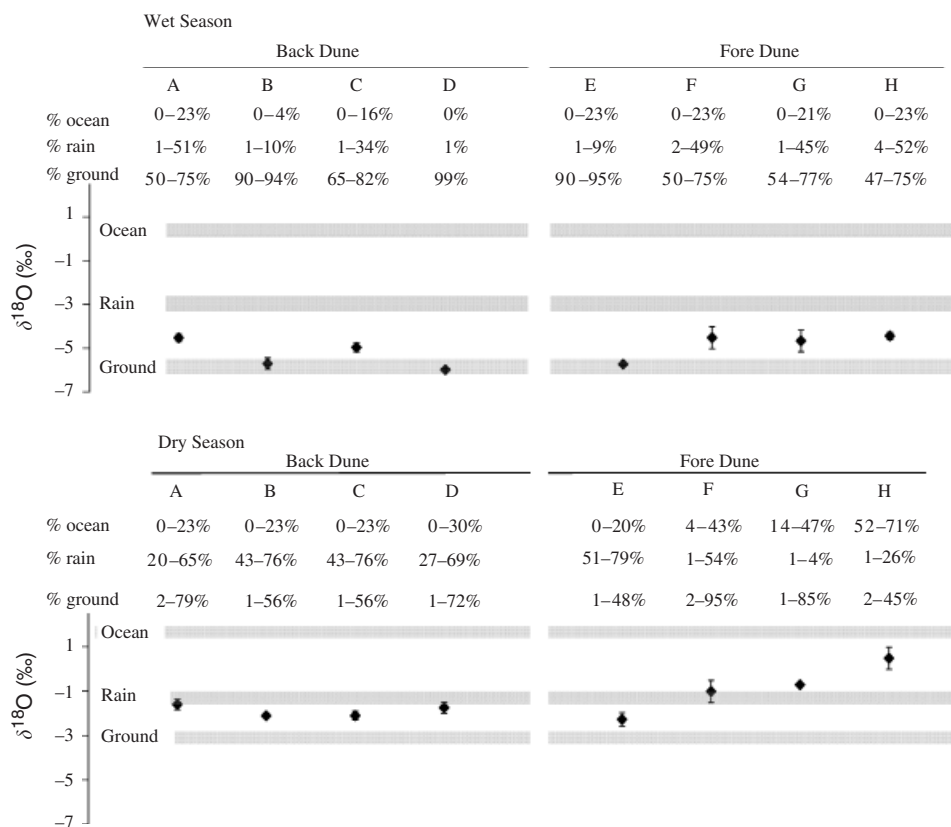 Wet Season
Back Dune Fore Dune
A B C D E F G H
% ocean 0–23% 0–4% 0–16% 0% 0–23% 0–23% 0–21% 0–23%
% rain 1–51% 1–10% 1–34% 1% 1–9% 2–49% 1–45% 4–52%
% ground 50–75% 90–94% 65–82% 99% 90–95% 50–75% 54–77% 47–75%
1
Ocean
–1
–3 Rain
–5
Ground
–7
δ18O (‰)
Dry Season
Back Dune Fore Dune
A B C D E F G H
% ocean 0–23% 0–23% 0–23% 0–30% 0–20% 4–43% 14–47% 52–71%
% rain 20–65% 43–76% 43–76% 27–69% 51–79% 1–54% 1–4% 1–26%
% ground 2–79% 1–56% 1–56% 1–72% 1–48% 2–95% 1–85% 2–45%
Ocean
1
–1 Rain
–3 Ground
–5
–7
δ18O (‰)